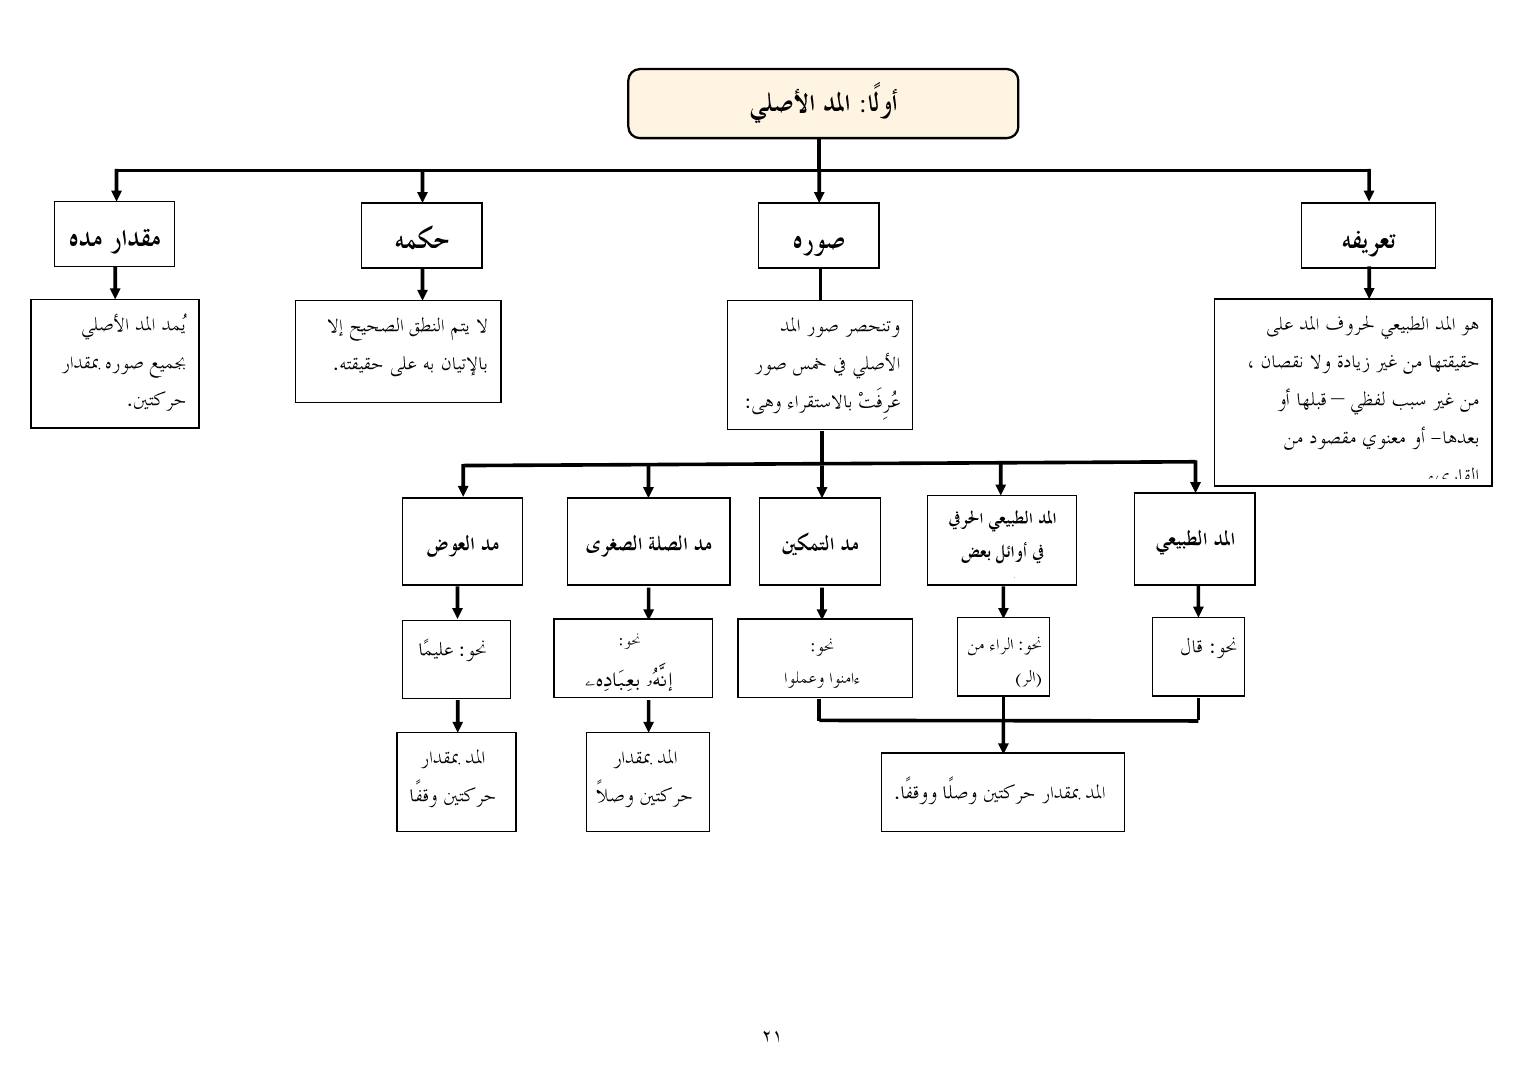 أولًا: المد الأصلي
تعريفه
هو المد الطبيعي لحروف المد على
حقيقتها من غير زيادة ولا نقصان ،
من غير سبب لفظي – قبلها أو
بعدها- أو معنوي مقصود من
صوره
وتنحصر صور المد
الأصلي في خمس صور
عُرِفَتْ بالاستقراء وهى:
حكمه
لا يتم النطق الصحيح إلا
بالإتيان به على حقيقته.
مقدار مده
يُمد المد الأصلي
بجميع صوره بمقدار
حركتين.
المد الطبيعي
نحو: قال
المد الطبيعي الحرفي
في أوائل بعض
نحو: الراء من
(الر)
مد التمكين
نحو:
ءامنوا وعملوا
المد بمقدار حركتين وصلًا ووقفًا.
مد الصلة الصغرى
نحو:
إنَّهُۥ بعِبَادِهۦ
المد بمقدار
حركتين وصلاً
مد العوض
نحو: عليمًا
المد بمقدار
حركتين وقفًا
٢١